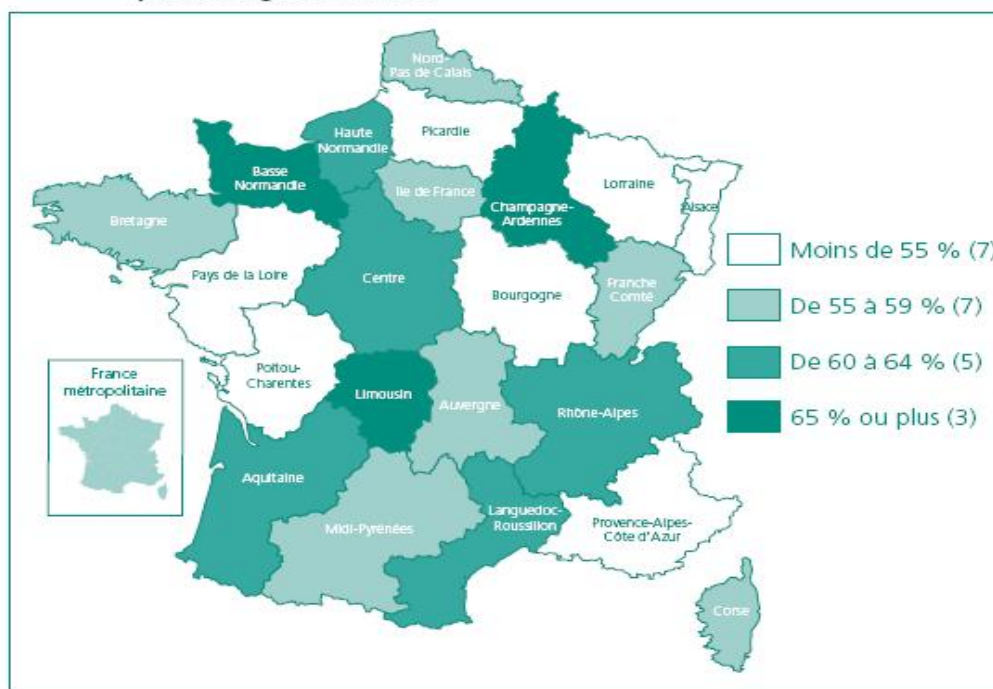 Nord-
Pas de Calais
Haute
Normandie
Picardie
Basse
Normandie
Ile de France
Champagne-
Ardennes
Lorraine
Alsace
Bretagne
Pays de la Loire
Centre
Bourgogne
Franche
Comté
Poitou-
Charentes
Limousin
Auvergne
Rhône-Alpes
Aquitaine
Midi-Pyrénées
Languedoc-
Roussillon
Provence-Alpes-
Côte d'Azur
Corse
France
métropolitaine
Moins de 55 % (7)
De 55 à 59 % (7)
De 60 à 64 % (5)
65 % ou plus (3)